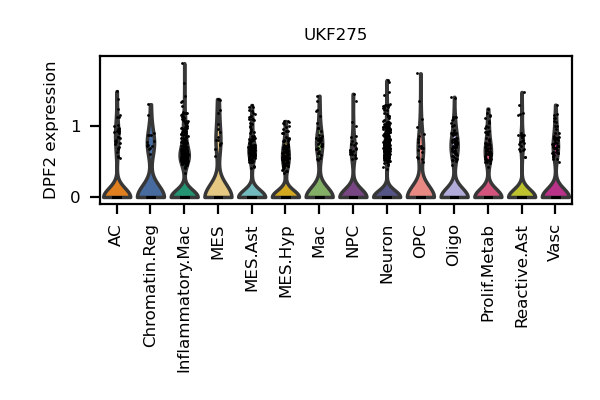 UKF275
DPF2 expression
1
0
AC
Chromatin.Reg
Inflammatory.Mac
MES
MES.Ast
MES.Hyp
Mac
NPC
Neuron
OPC
Oligo
Prolif.Metab
Reactive.Ast
Vasc